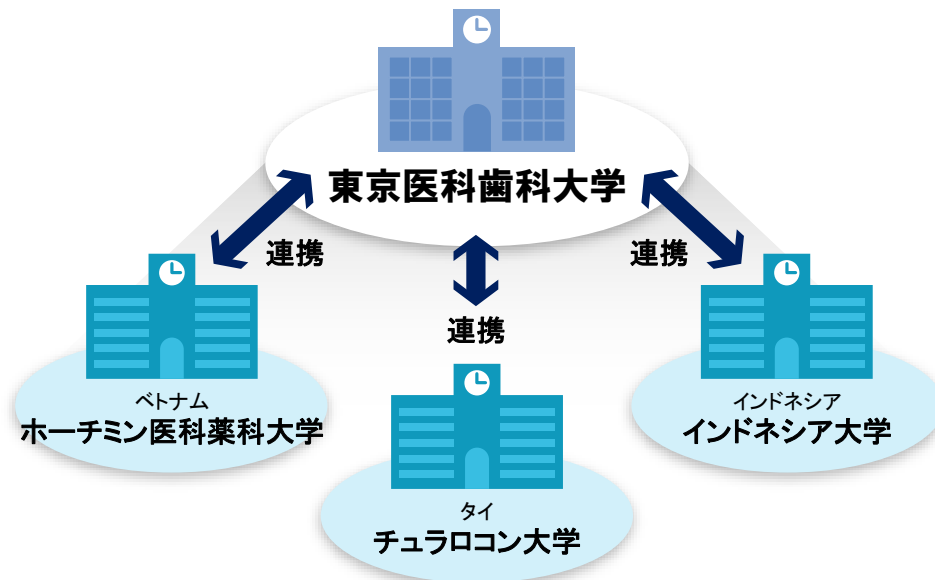 東京医科歯科大学
連携
連携
連携
ベトナム
ホーチミン医科薬科大学
インドネシア
インドネシア大学
タイ
チュラロコン大学